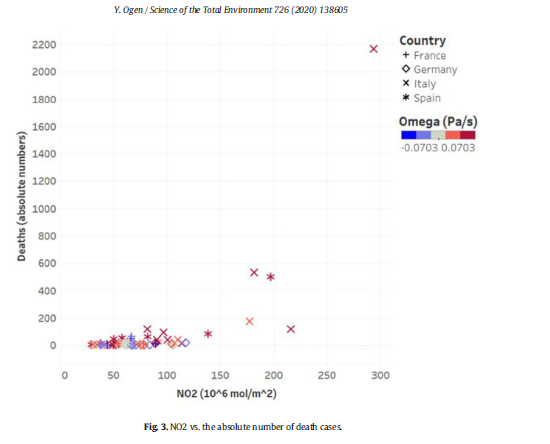 Y. Ogen / Science of the Total Environment 726 (2020) 138605
Country
France
Germany
Italy
Spain
Omega (Pa/s)
-0.0703 0.0703
Deaths (absolute numbers)
2200
2000
1800
1600
1400
1200
1000
800
600
400
200
0
0 50 100 150 200 250 300
NO2 (10^6 mol/m^2)
Fig. 3. NO2 vs. the absolute number of death cases.